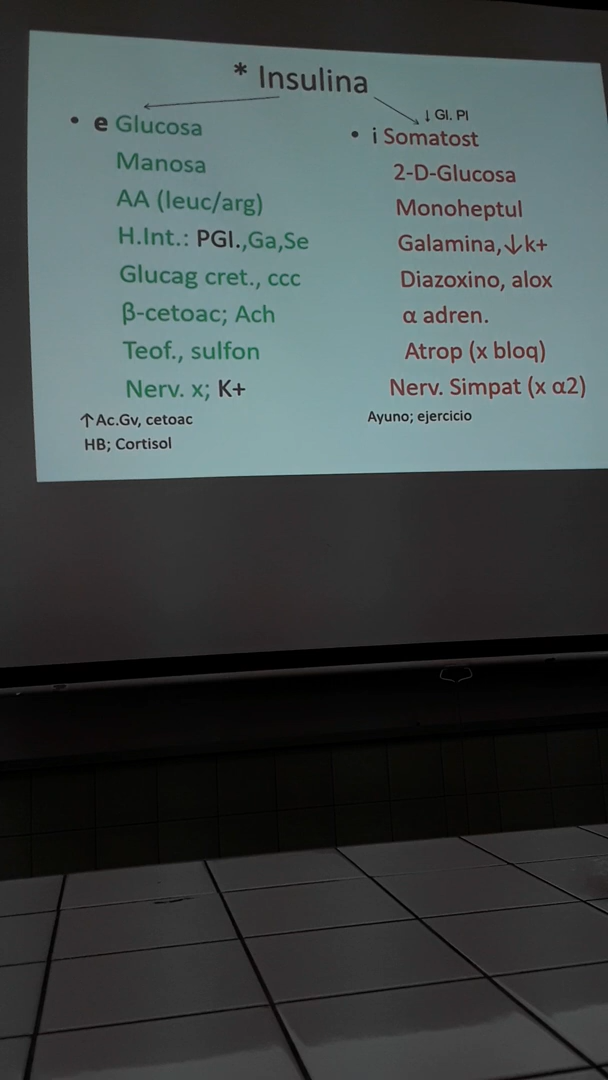 * Insulina
• e Glucosa
Manosa
AA (leuc/arg)
H.Int.: PGl.,Ga,Se
Glucag cret., ccc
β-cetoac; Ach
Teof., sulfon
Nerv. x; K+
↑Ac.Gv, cetoac
HB; Cortisol
↓ Gl. Pl
• i Somatost
2-D-Glucosa
Monoheptul
Galamina,↓k+
Diazoxino, alox
α adren.
Atrop (x bloq)
Nerv. Simpat (x α2)
Ayuno; ejercicio